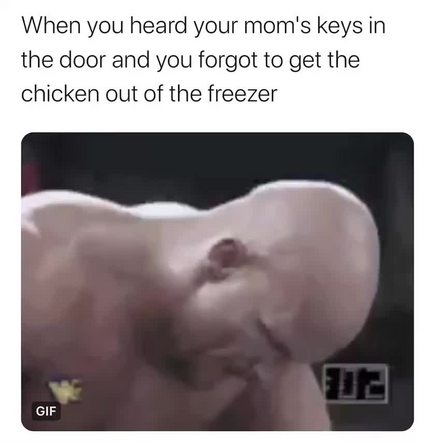 When you heard your mom's keys in
the door and you forgot to get the
chicken out of the freezer
GIF